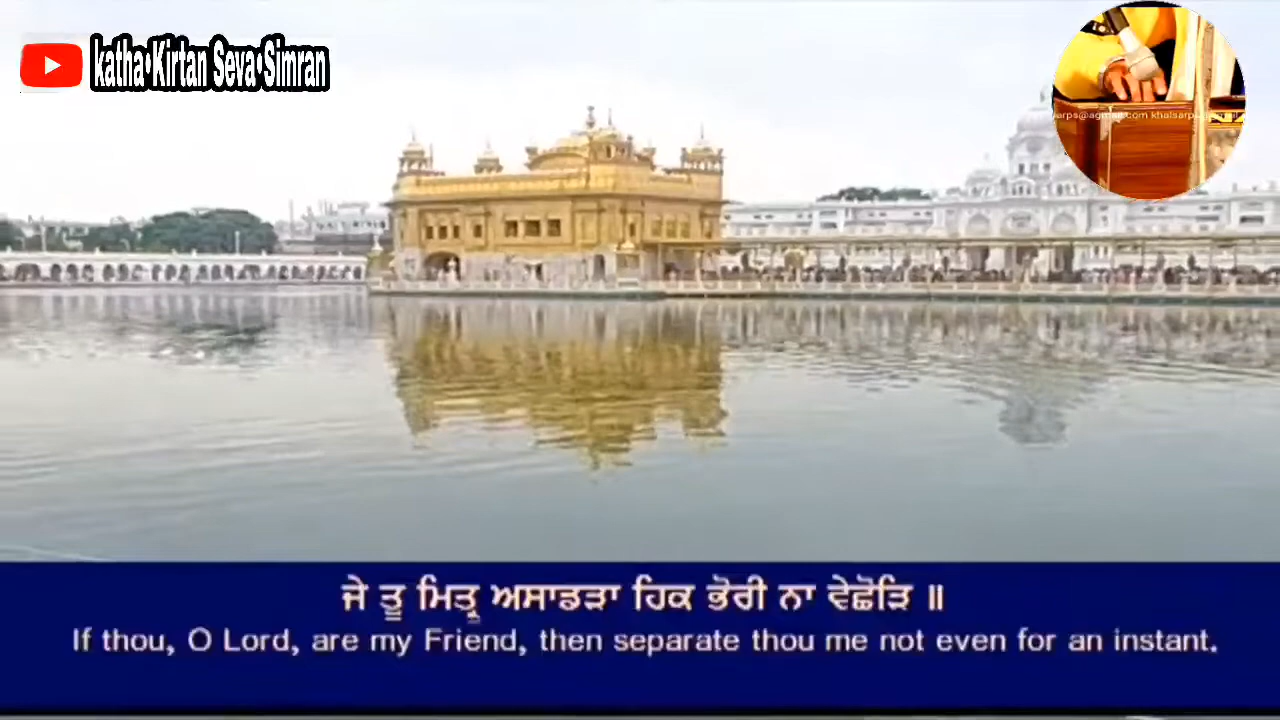 katha•Kirtan Seva•Simran
ਜੇ ਤੂ ਮਿਤ੍ਰੁ ਅਸਾਡੜਾ ਹਿਕ ਭੋਰੀ ਨਾ ਵੇਛੋੜਿ ॥
If thou, O Lord, are my Friend, then separate thou me not even for an instant.